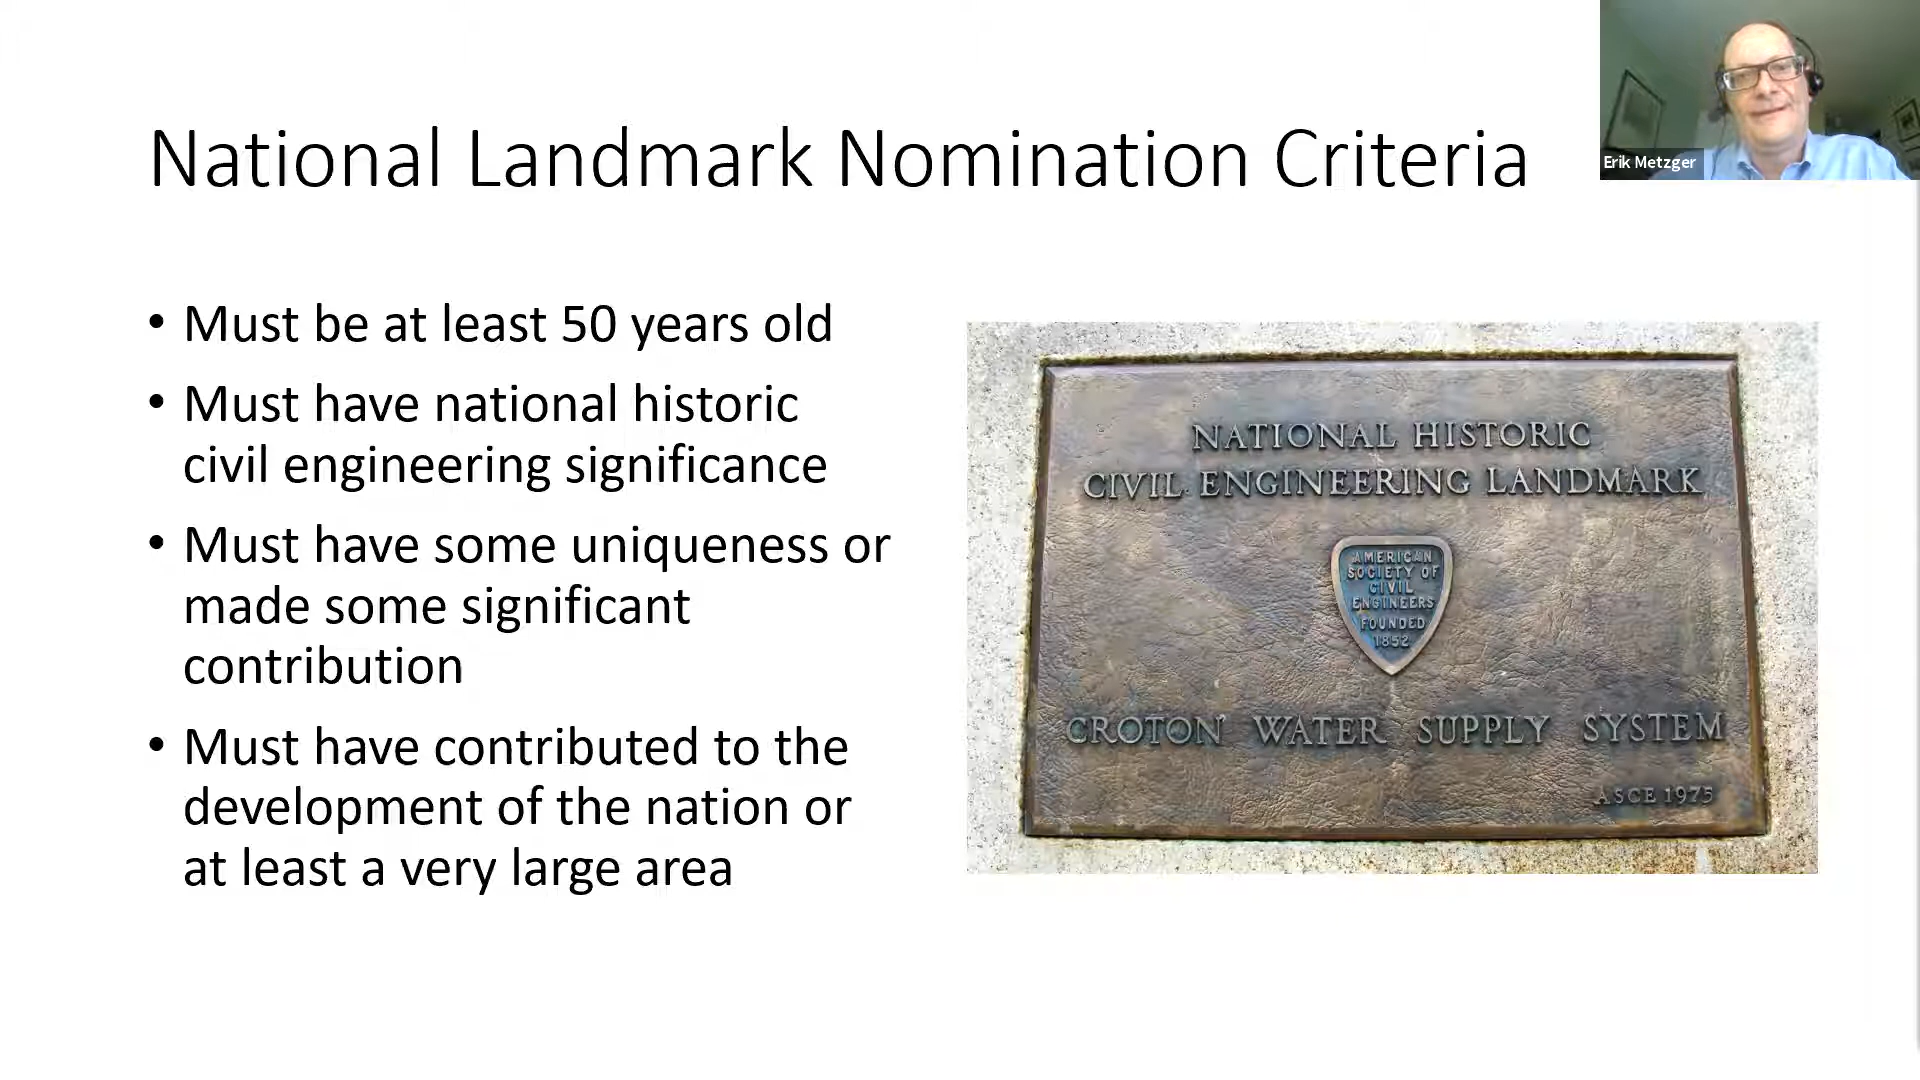 National Landmark Nomination Criteria
Erik Metzger
• Must be at least 50 years old
• Must have national historic
civil engineering significance
• Must have some uniqueness or
made some significant
contribution
• Must have contributed to the
development of the nation or
at least a very large area
NATIONAL HISTORIC
CIVIL ENGINEERING LANDMARK
AMERICAN
SOCIETY OF
CIVIL
ENGINEERS
FOUNDED
1852
CROTON WATER SUPPLY SYSTEM
ASCE 1975